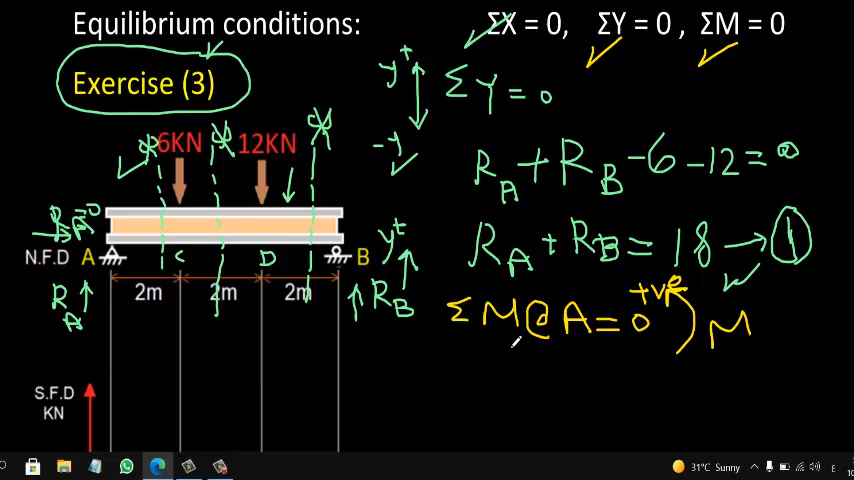 Equilibrium conditions:
ΣX = 0, ΣY = 0 , ΣM = 0
Exercise (3)
y+
ΣY = 0
6KN
12KN
-y
RA + RB - 6 - 12 = 0
RA + RB = 18 → 1
N.F.D
A
C
D
B
y+
2m
2m
2m
RA
RB
ΣM @ A = 0
+ve
M
S.F.D
KN
31°C Sunny